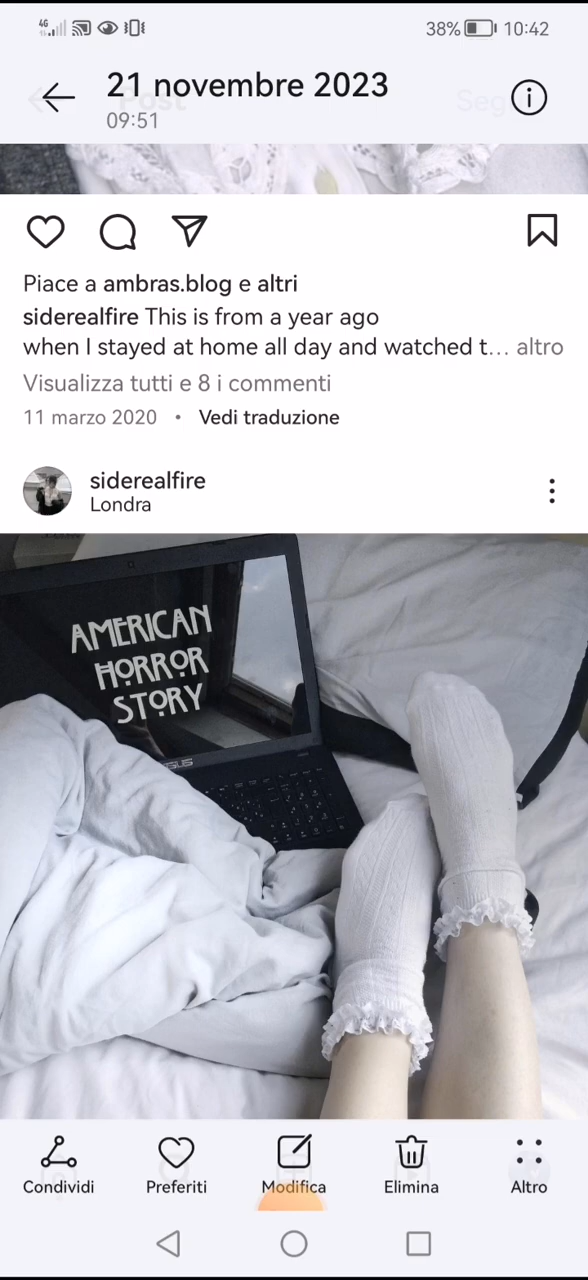 4G 38% 10:42
21 novembre 2023
09:51
Piace a ambras.blog e altri
siderealfire This is from a year ago
when I stayed at home all day and watched t... altro
Visualizza tutti e 8 i commenti
11 marzo 2020 • Vedi traduzione
siderealfire
Londra
AMERICAN
HORROR
STORY
ASUS
Condividi Preferiti Modifica Elimina Altro